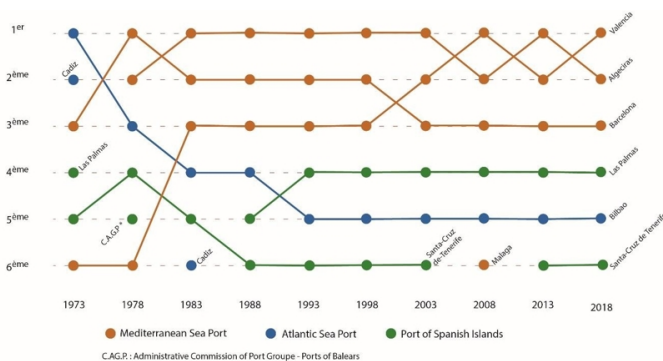 1er
2ème
3ème
4ème
5ème
6ème
Cadiz
Las Palmas
C.A.G.P *
Cadiz
Santa-Cruz
de-Tenerife
Malaga
Valencia
Algeciras
Barcelona
Las Palmas
Bilbao
Santa-Cruz de Tenerife
1973 1978 1983 1988 1993 1998 2003 2008 2013 2018
Mediterranean Sea Port Atlantic Sea Port Port of Spanish Islands
C.AG.P. : Administrative Commission of Port Groupe - Ports of Balears